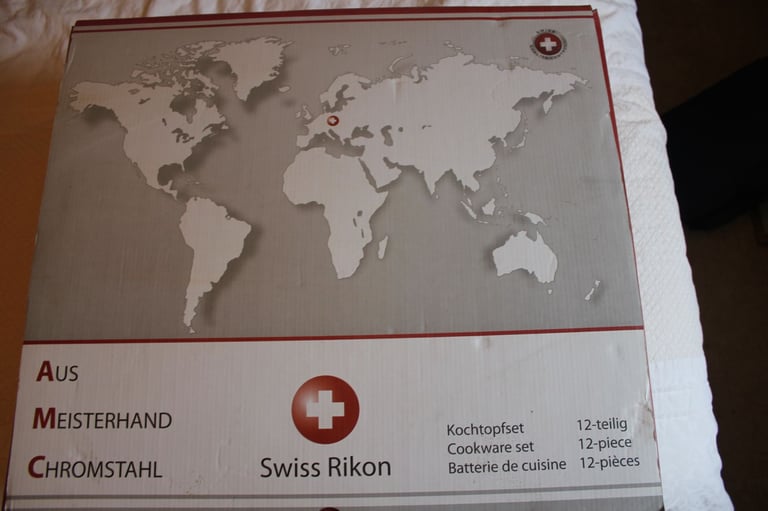 AUS
MEISTERHAND
CHROMSTAHL
Swiss Rikon
Kochtopfset 12-teilig
Cookware set 12-piece
Batterie de cuisine 12-pièces